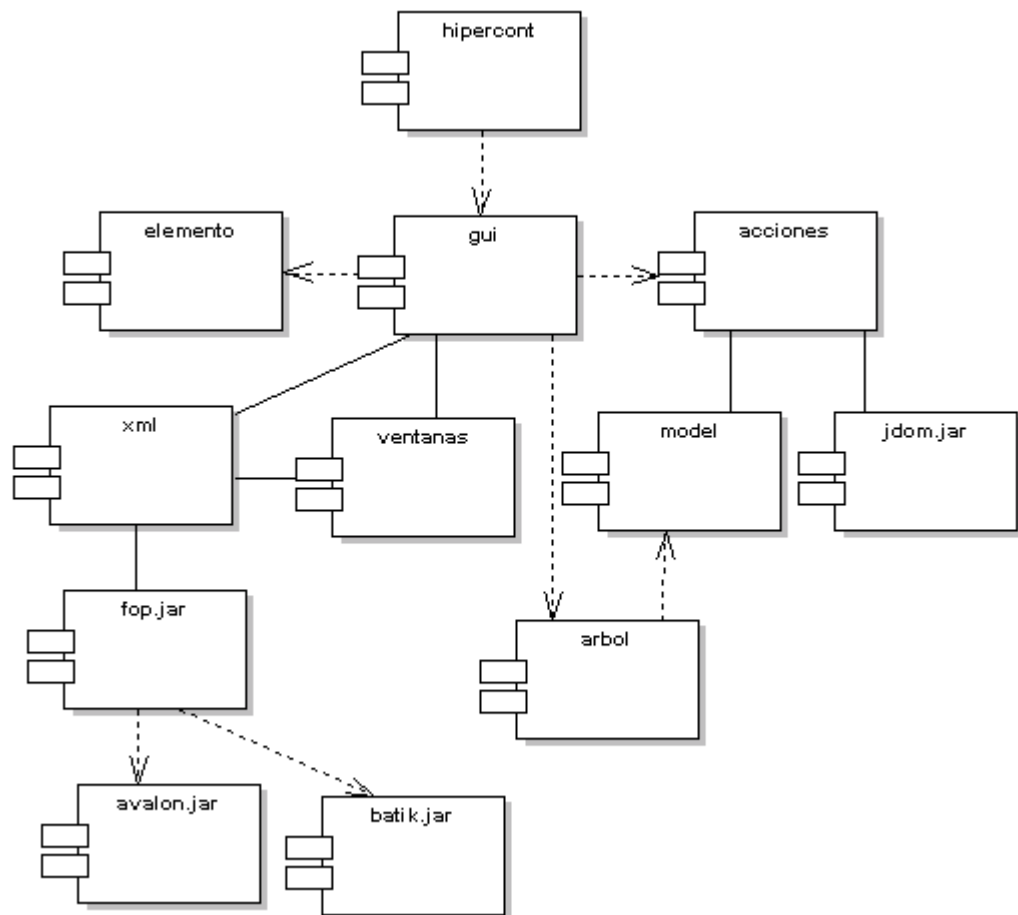 hipercont
elemento
gui
acciones
xml
ventanas
model
jdom.jar
fop.jar
arbol
avalon.jar
batik.jar